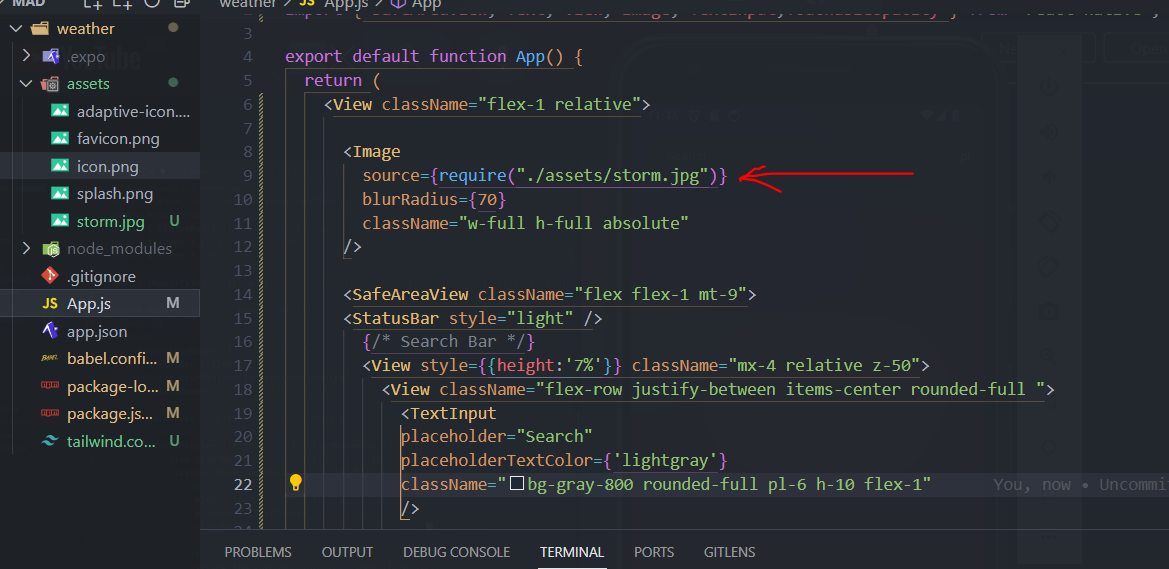 MAD
weather
.expo
assets
adaptive-icon....
favicon.png
icon.png
splash.png
storm.jpg U
node_modules
.gitignore
JS App.js M
app.json
BABEL babel.confi... M
npm package-lo... M
npm package.js... M
tailwind.co... U
weather > JS App.js > App
3
4 export default function App() {
5 return (
6 <View className="flex-1 relative">
7
8 <Image
9 source={require("./assets/storm.jpg")}
10 blurRadius={70}
11 className="w-full h-full absolute"
12 />
13
14 <SafeAreaView className="flex flex-1 mt-9">
15 <StatusBar style="light" />
16 {/* Search Bar */}
17 <View style={{height:'7%'}} className="mx-4 relative z-50">
18 <View className="flex-row justify-between items-center rounded-full ">
19 <TextInput
20 placeholder="Search"
21 placeholderTextColor={'lightgray'}
22 className="bg-gray-800 rounded-full pl-6 h-10 flex-1" You, now • Uncommi
23 />
PROBLEMS OUTPUT DEBUG CONSOLE TERMINAL PORTS GITLENS